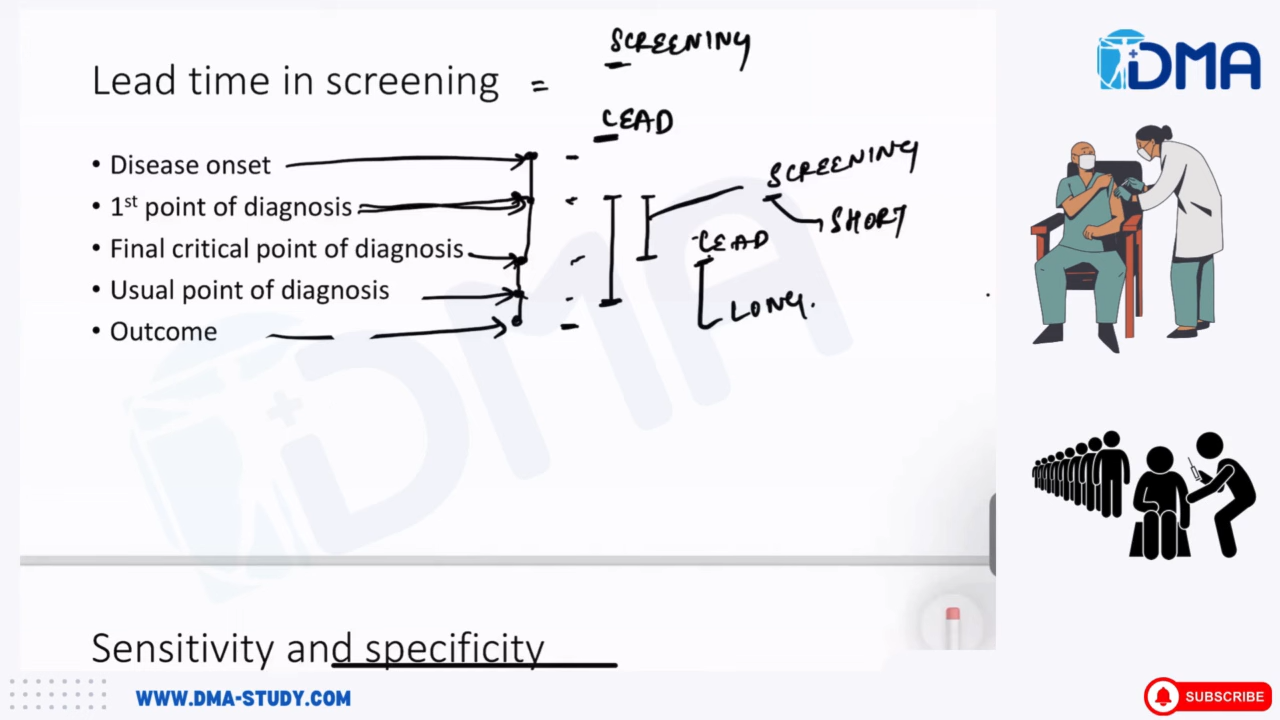 SCREENING
Lead time in screening =
LEAD
• Disease onset
• 1st point of diagnosis
• Final critical point of diagnosis
• Usual point of diagnosis
• Outcome
SCREENING
SHORT
LEAD
LONG.
DMA
DMA
Sensitivity and specificity
WWW.DMA-STUDY.COM
SUBSCRIBE